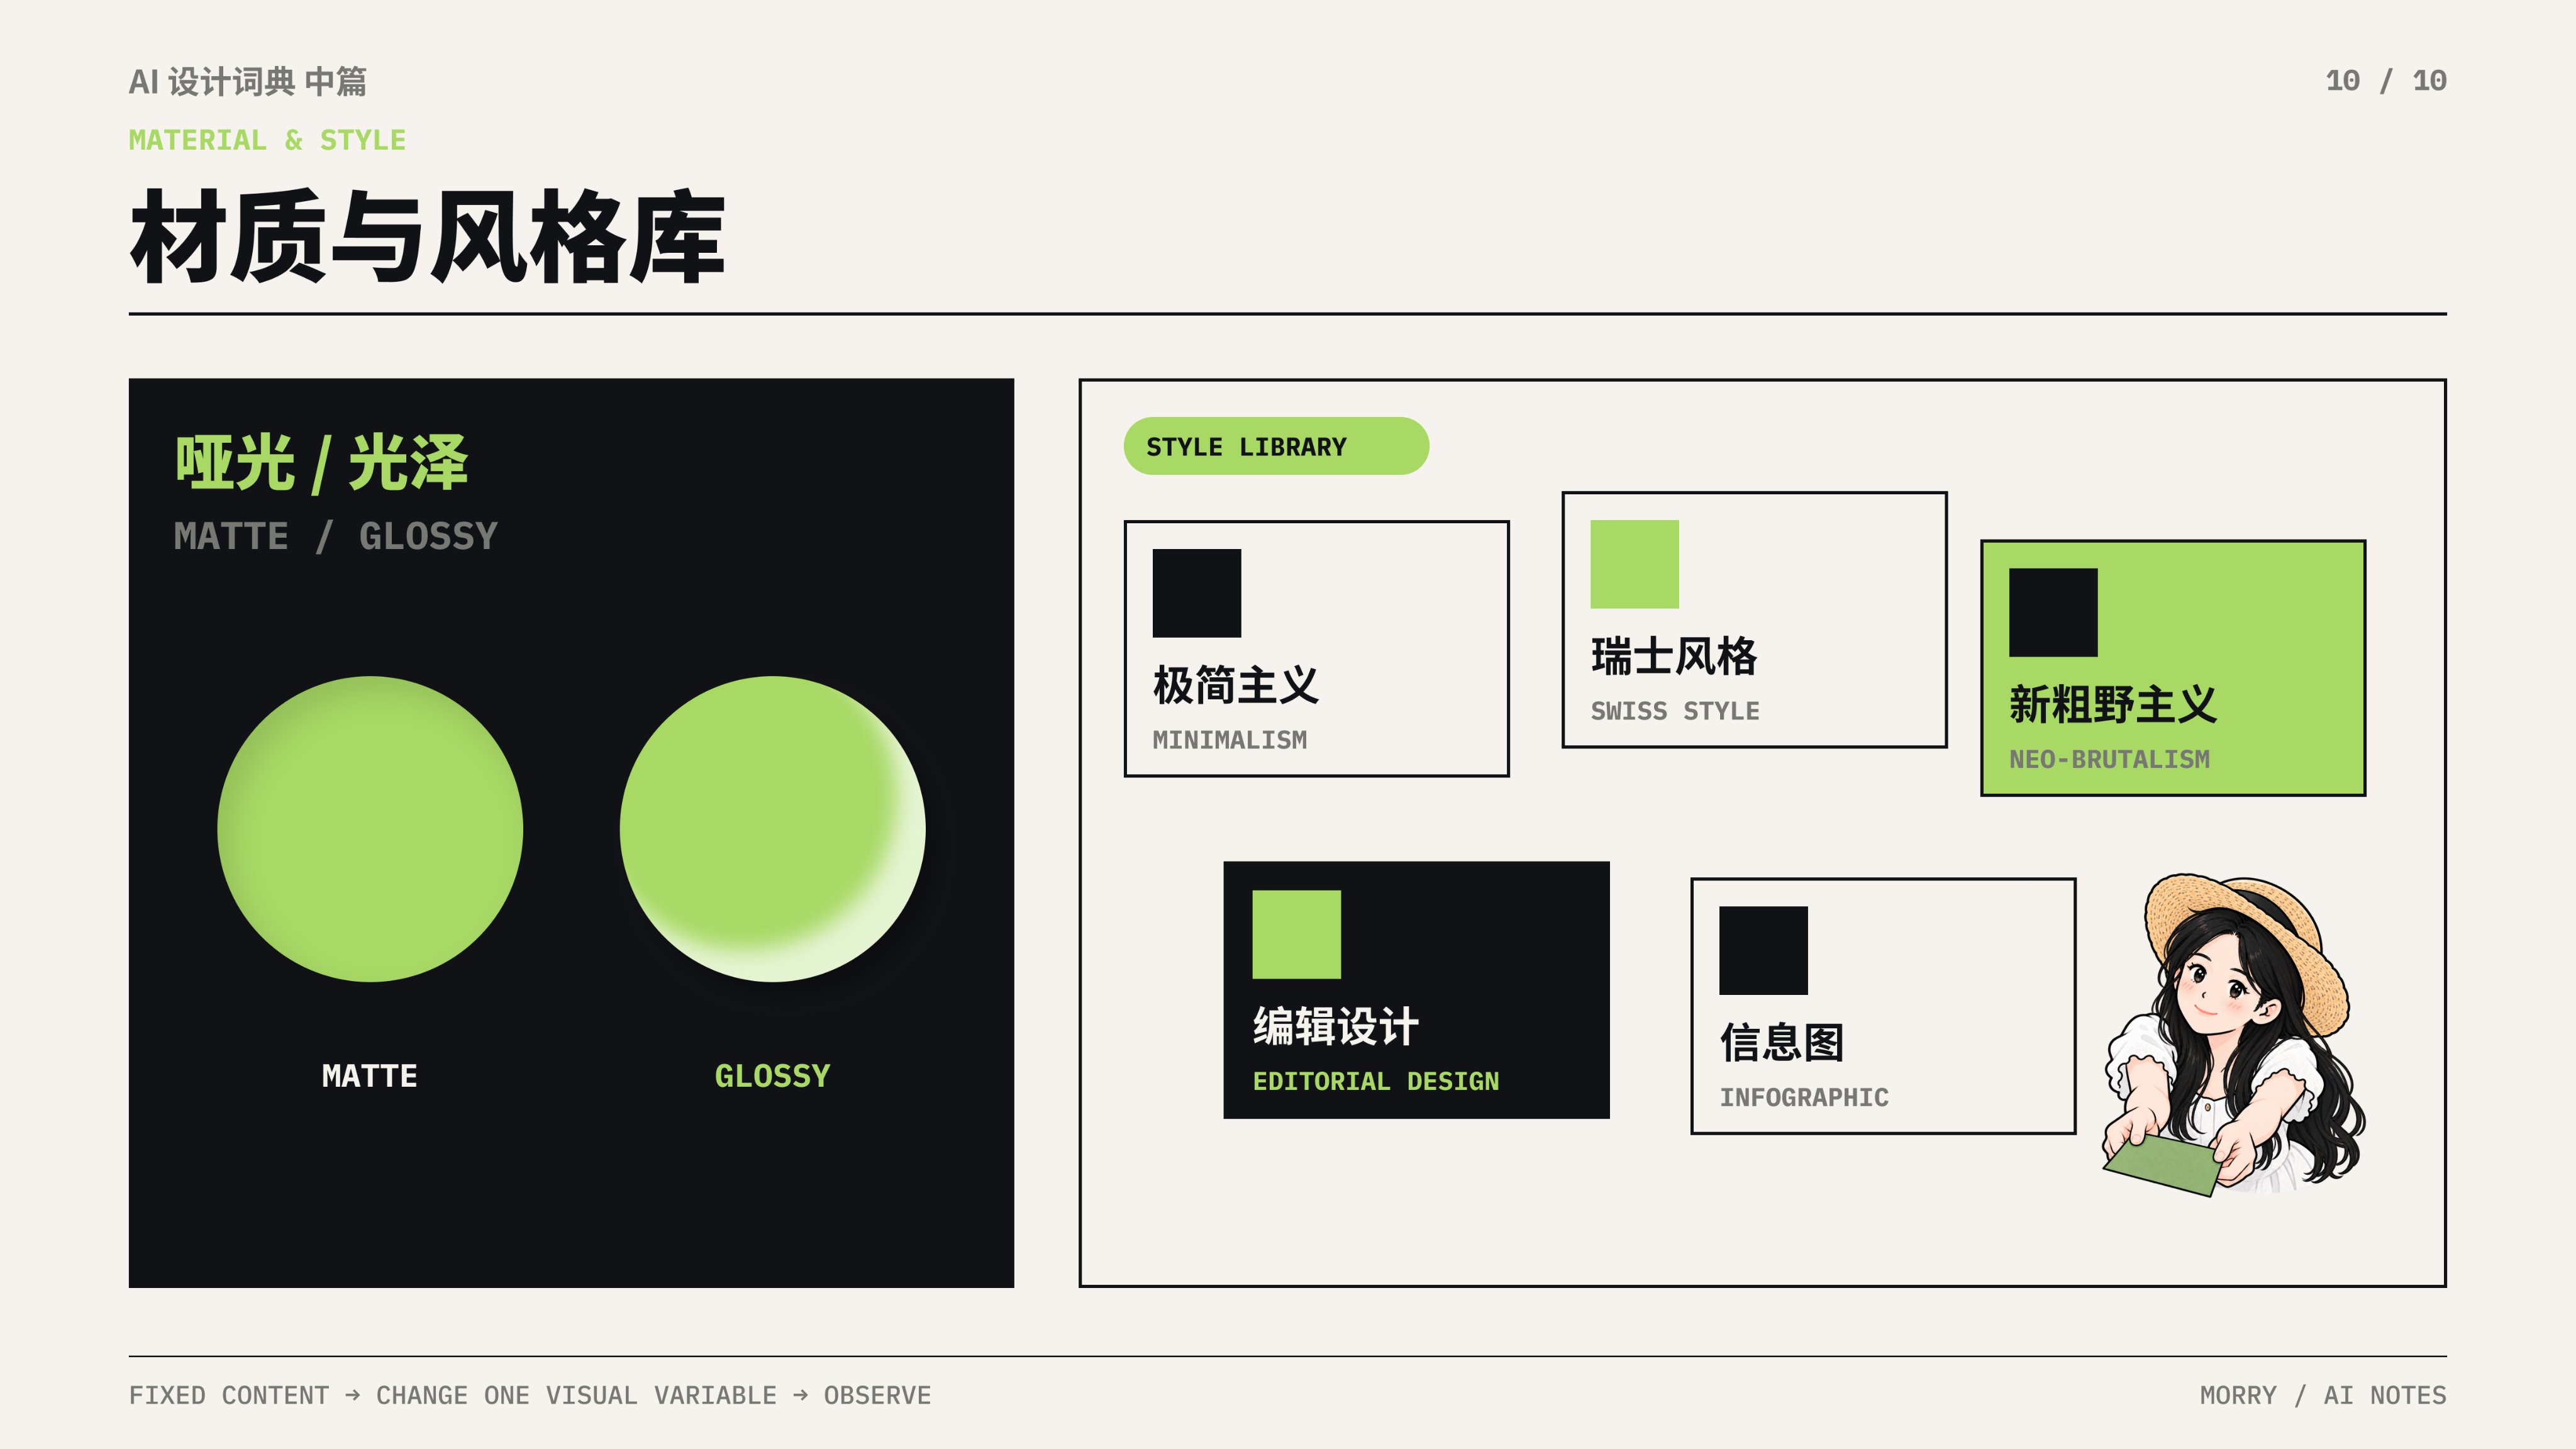 AI 设计词典 中篇
10 / 10
MATERIAL & STYLE
材质与风格库
哑光 / 光泽
MATTE / GLOSSY
MATTE
GLOSSY
STYLE LIBRARY
极简主义
MINIMALISM
瑞士风格
SWISS STYLE
新粗野主义
NEO-BRUTALISM
编辑设计
EDITORIAL DESIGN
信息图
INFOGRAPHIC
FIXED CONTENT → CHANGE ONE VISUAL VARIABLE → OBSERVE
MORRY / AI NOTES